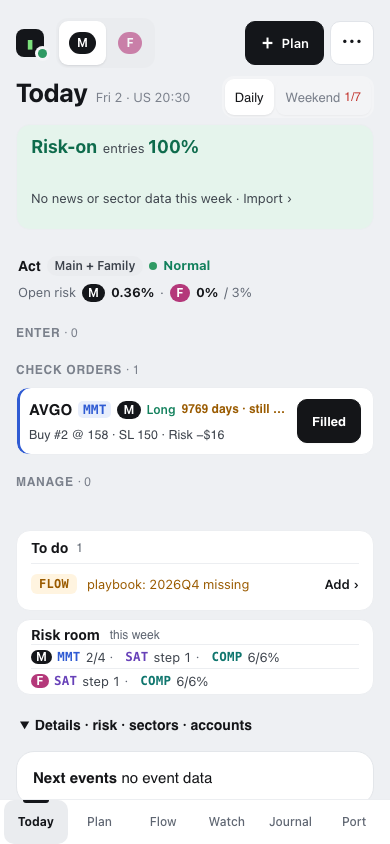 M F + Plan ···
Today Fri 2 · US 20:30 Daily Weekend 1/7
Risk-on entries 100%
No news or sector data this week · Import ›
Act Main + Family Normal
Open risk M 0.36% · F 0% / 3%
ENTER · 0
CHECK ORDERS · 1
AVGO MMT M Long 9769 days · still ...
Buy #2 @ 158 · SL 150 · Risk −$16
Filled
MANAGE · 0
To do 1
FLOW playbook: 2026Q4 missing Add ›
Risk room this week
M MMT 2/4 · SAT step 1 · COMP 6/6%
F SAT step 1 · COMP 6/6%
▼ Details · risk · sectors · accounts
Next events no event data
Today Plan Flow Watch Journal Port